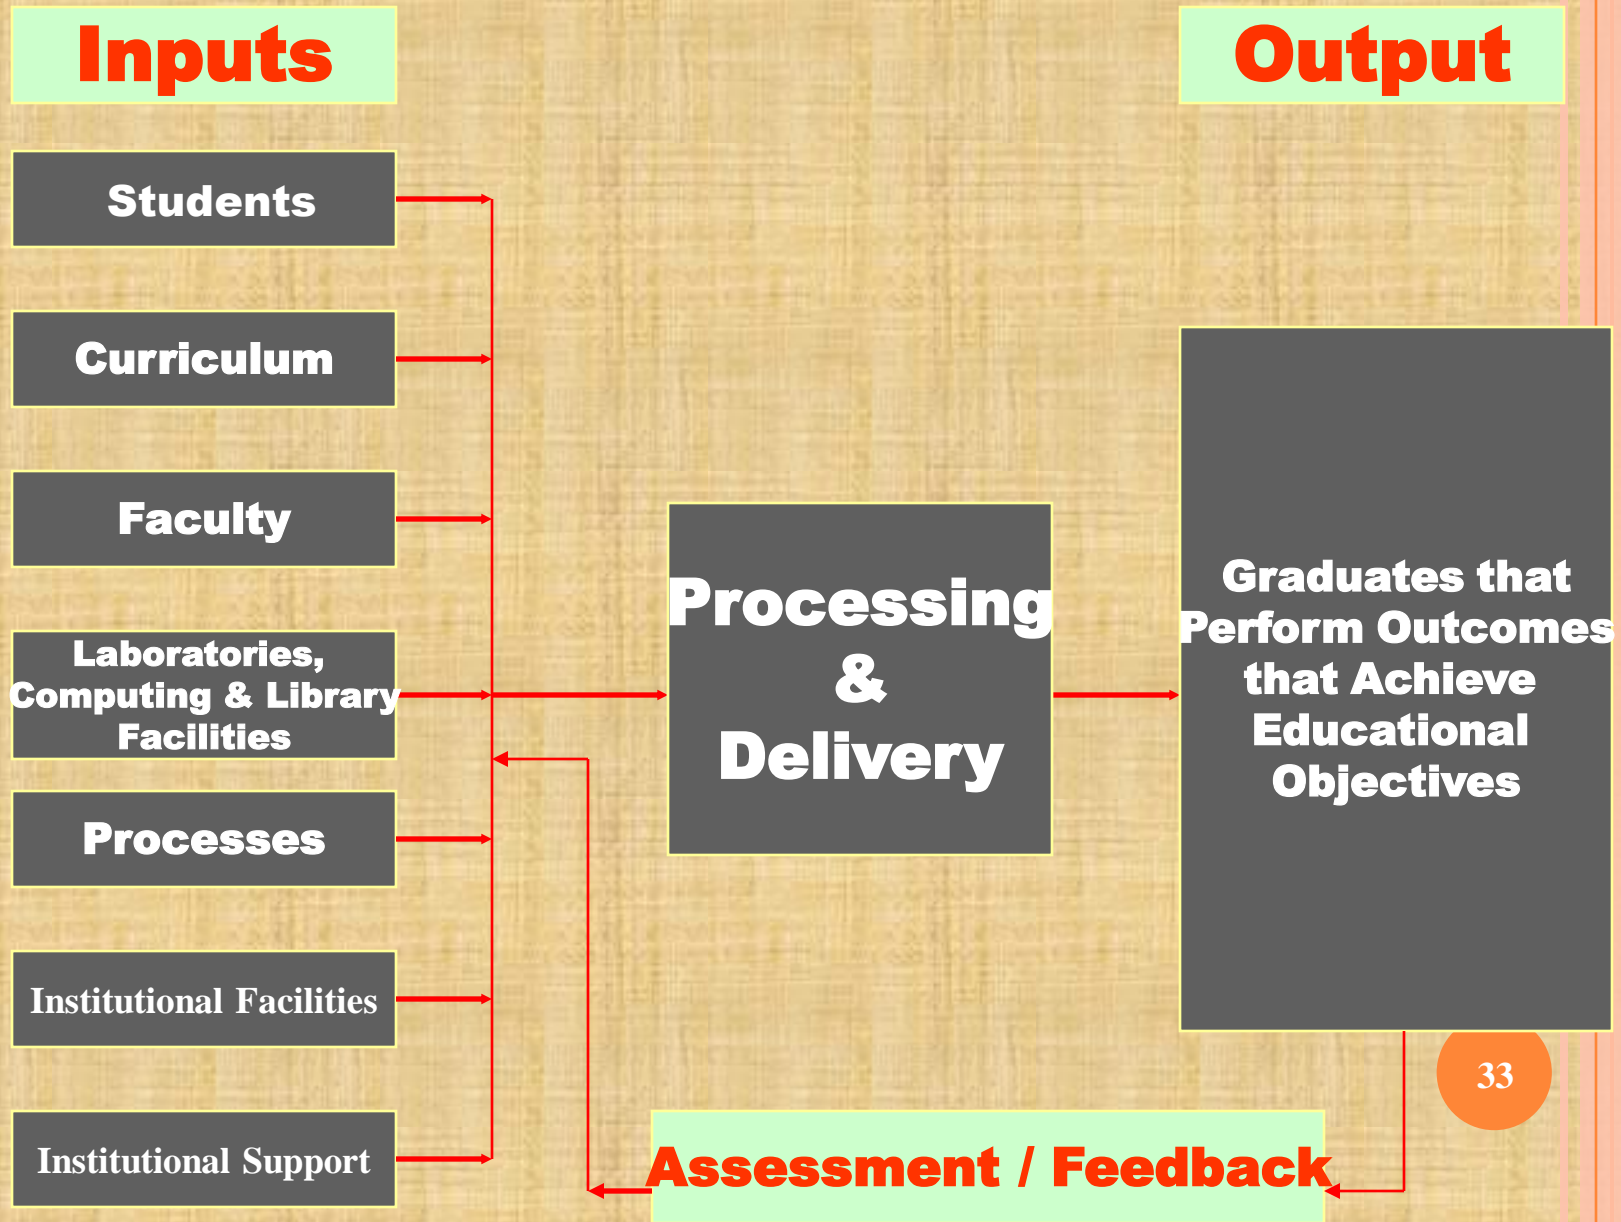 Inputs
Output
Students
Curriculum
Faculty
Laboratories,
Computing & Library
Facilities
Processes
Institutional Facilities
Institutional Support
Processing
&
Delivery
Graduates that
Perform Outcomes
that Achieve
Educational
Objectives
33
Assessment / Feedback